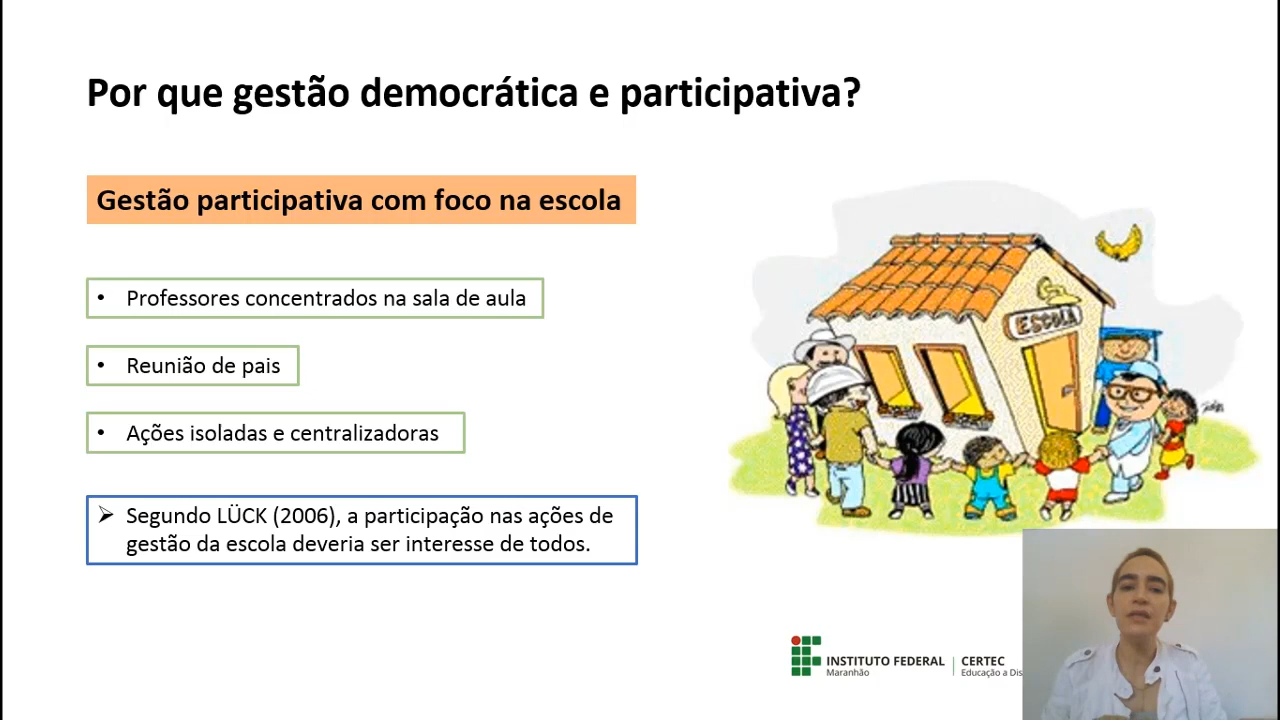 Por que gestão democrática e participativa?
Gestão participativa com foco na escola
• Professores concentrados na sala de aula
• Reunião de pais
• Ações isoladas e centralizadoras
➢ Segundo LÜCK (2006), a participação nas ações de
gestão da escola deveria ser interesse de todos.
ESCOLA
INSTITUTO FEDERAL
Maranhão
CERTEC
Educação a Dis